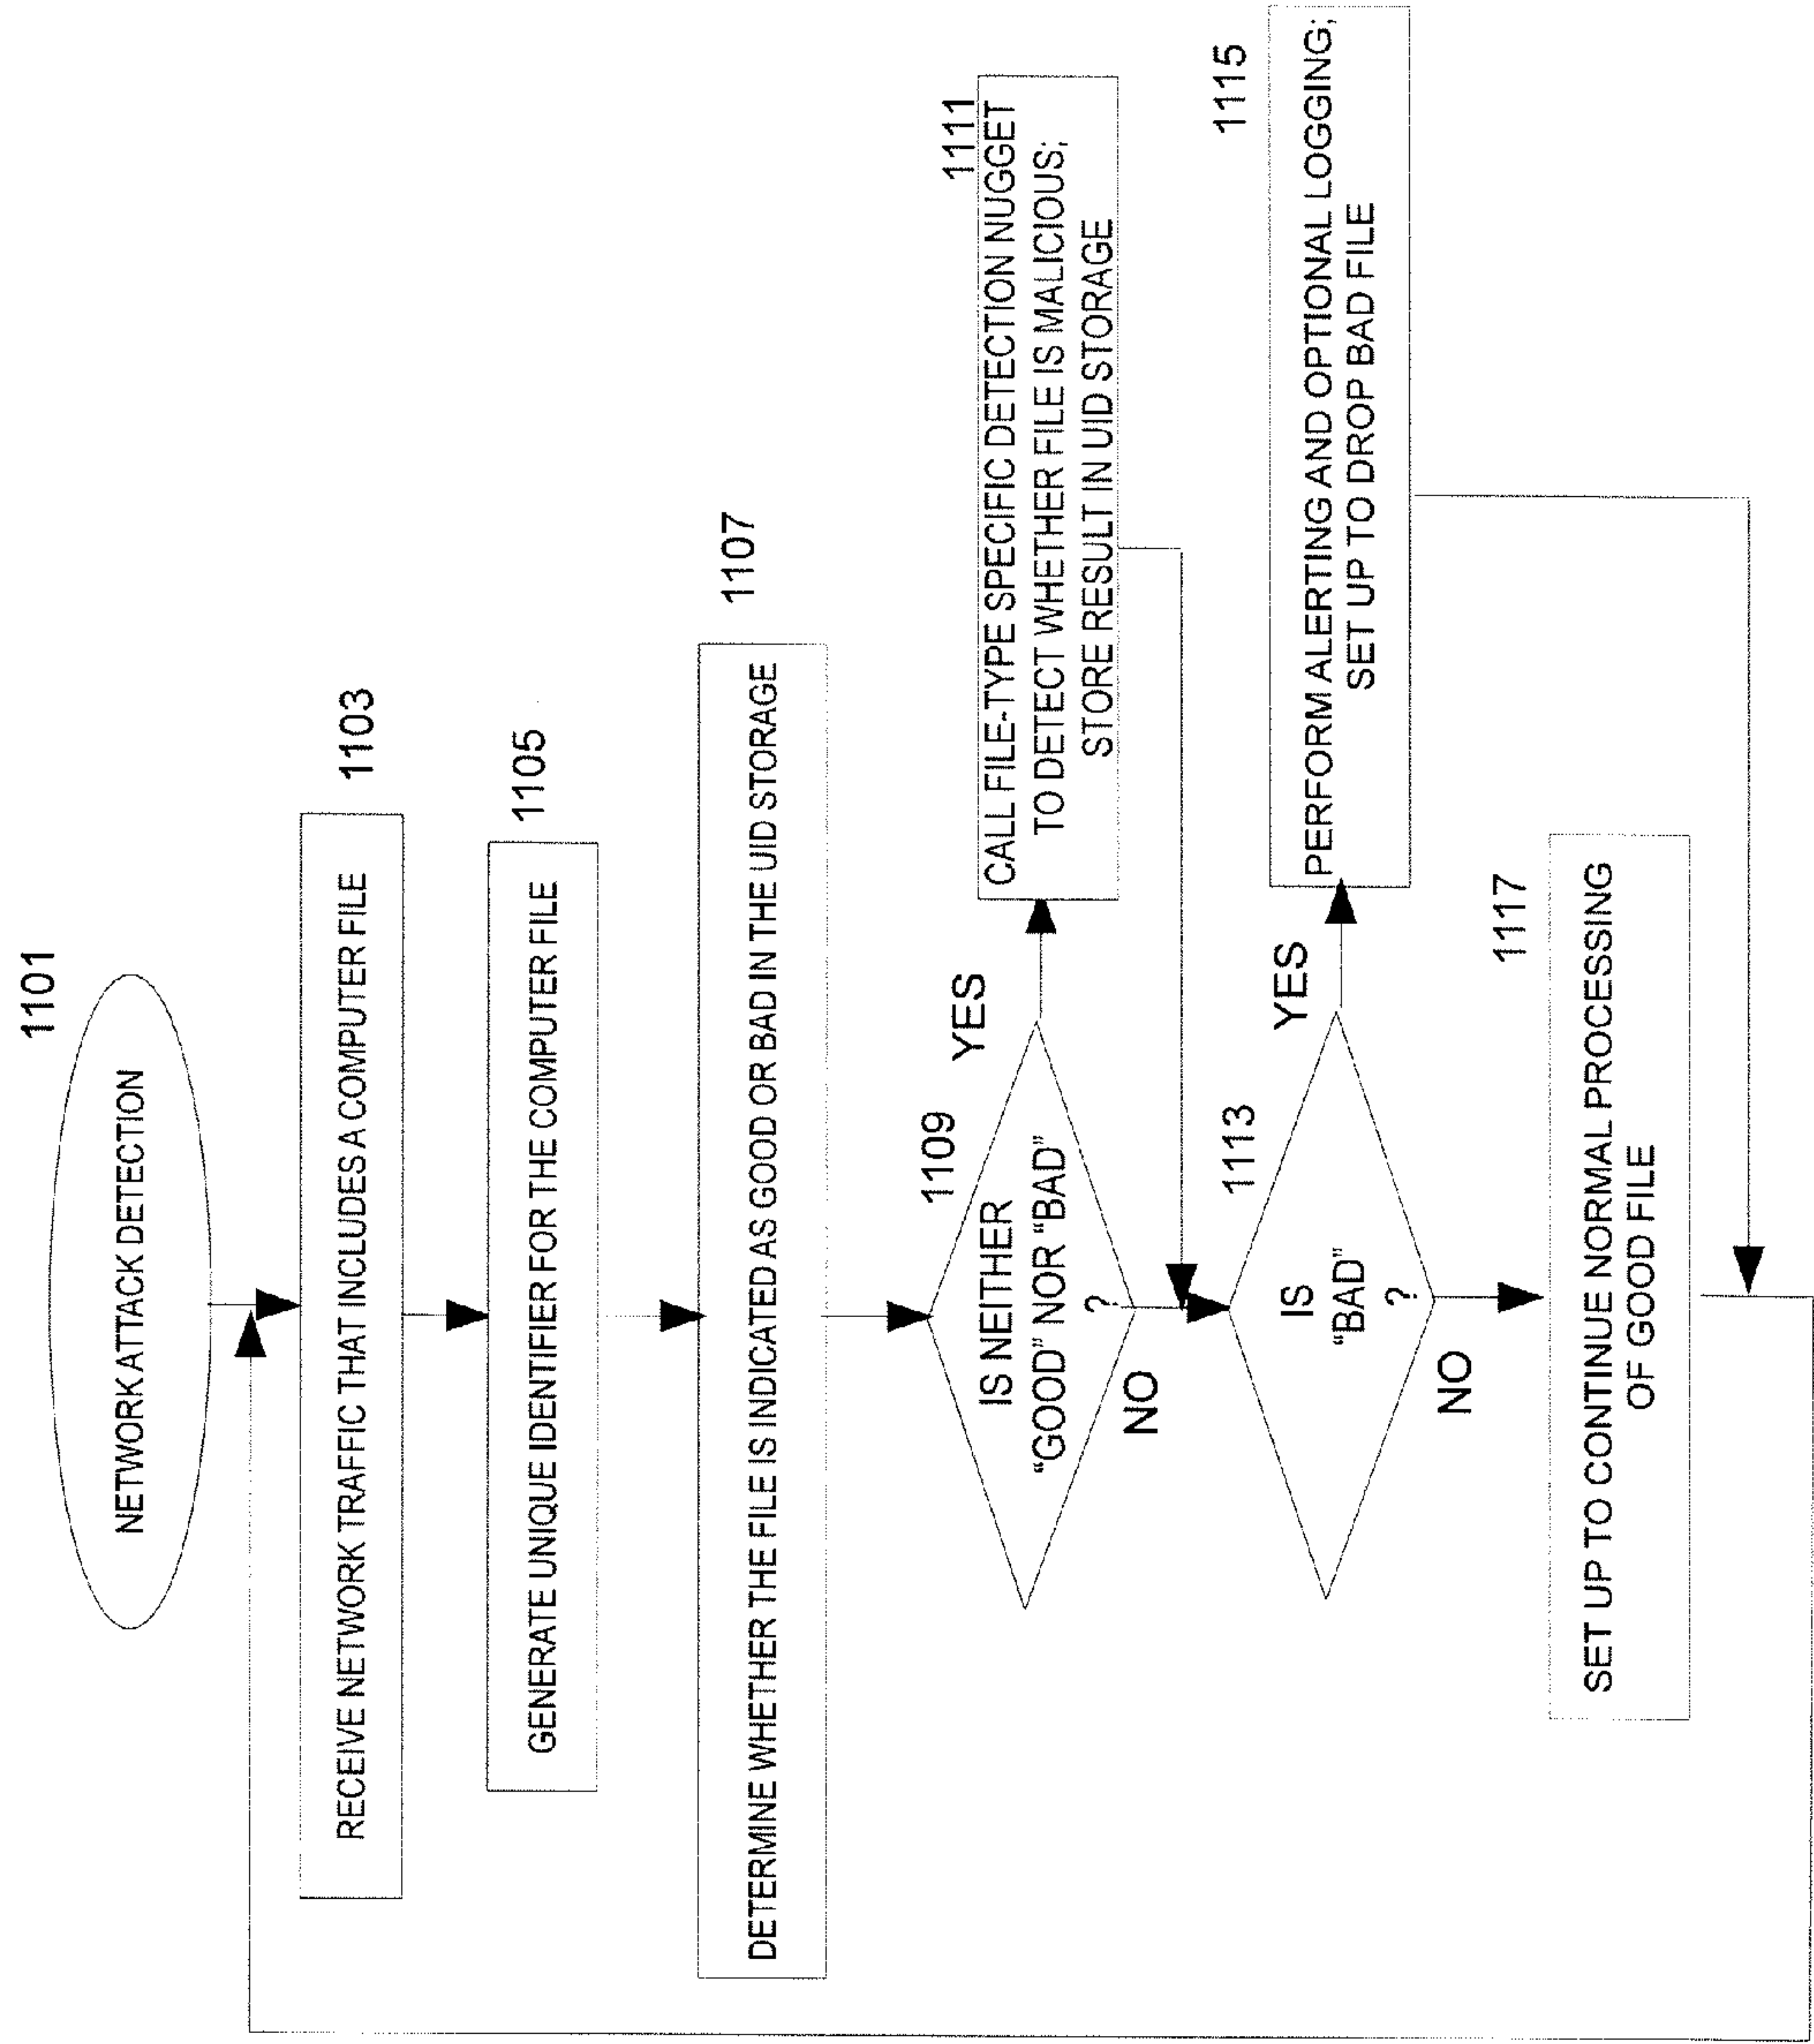 1101
NETWORK ATTACK DETECTION
1103
RECEIVE NETWORK TRAFFIC THAT INCLUDES A COMPUTER FILE
1105
GENERATE UNIQUE IDENTIFIER FOR THE COMPUTER FILE
1107
DETERMINE WHETHER THE FILE IS INDICATED AS GOOD OR BAD IN THE UID STORAGE
1109
IS NEITHER
"GOOD" NOR "BAD"
?
YES
NO
1111
CALL FILE-TYPE SPECIFIC DETECTION NUGGET
TO DETECT WHETHER FILE IS MALICIOUS;
STORE RESULT IN UID STORAGE
1113
IS
"BAD"
?
YES
NO
1115
PERFORM ALERTING AND OPTIONAL LOGGING;
SET UP TO DROP BAD FILE
1117
SET UP TO CONTINUE NORMAL PROCESSING
OF GOOD FILE